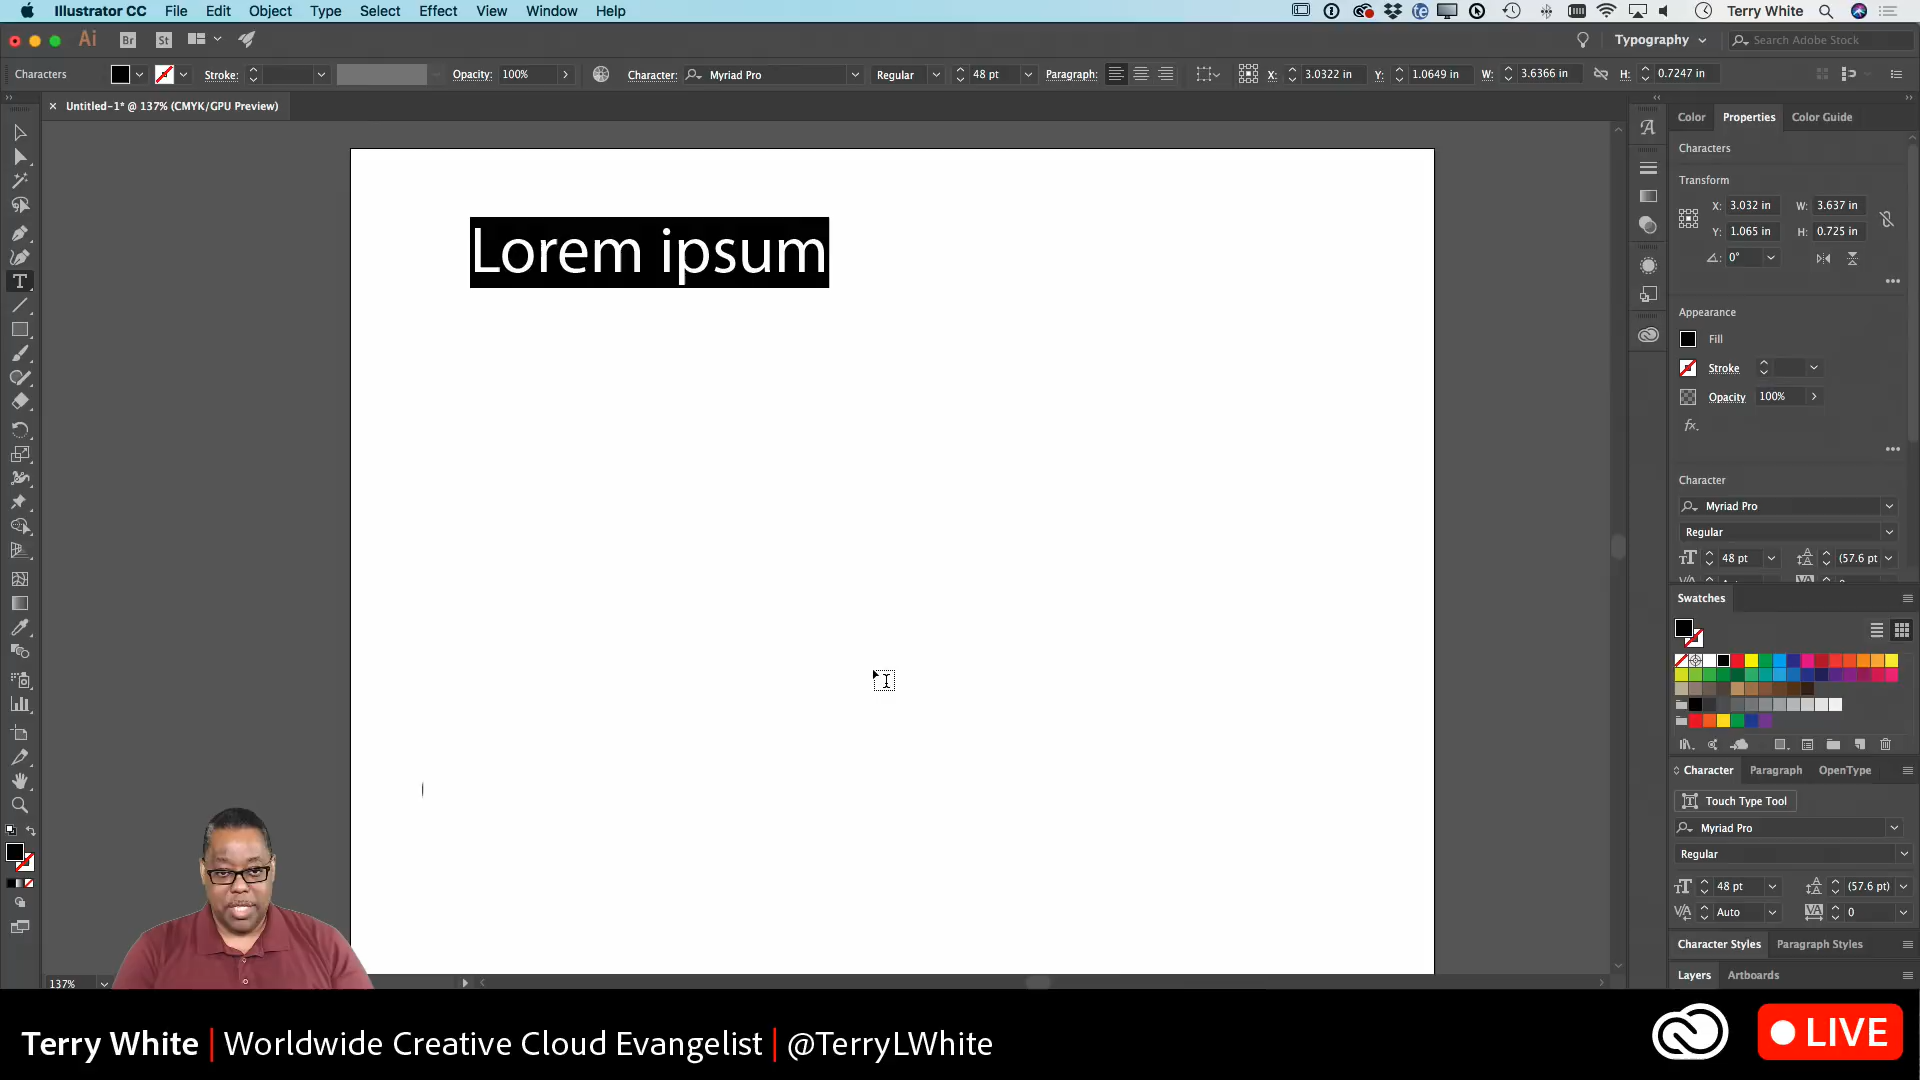 Illustrator CC File Edit Object Type Select Effect View Window Help Terry White
Ai Br St Typography Search Adobe Stock
Characters Stroke: Opacity: 100% Character: Myriad Pro Regular 48 pt Paragraph: X: 3.0322 in Y: 1.0649 in W: 3.6366 in H: 0.7247 in
Untitled-1* @ 137% (CMYK/GPU Preview)
Color Properties Color Guide
Characters
Transform
X: 3.032 in W: 3.637 in
Y: 1.065 in H: 0.725 in
0°
Lorem ipsum
Appearance
Fill
Stroke
Opacity 100%
fx.
Character
Myriad Pro
Regular
48 pt (57.6 pt
Swatches
Character Paragraph OpenType
Touch Type Tool
Myriad Pro
Regular
48 pt (57.6 pt)
Auto 0
Character Styles Paragraph Styles
Layers Artboards
137%
Terry White | Worldwide Creative Cloud Evangelist | @TerryLWhite
LIVE